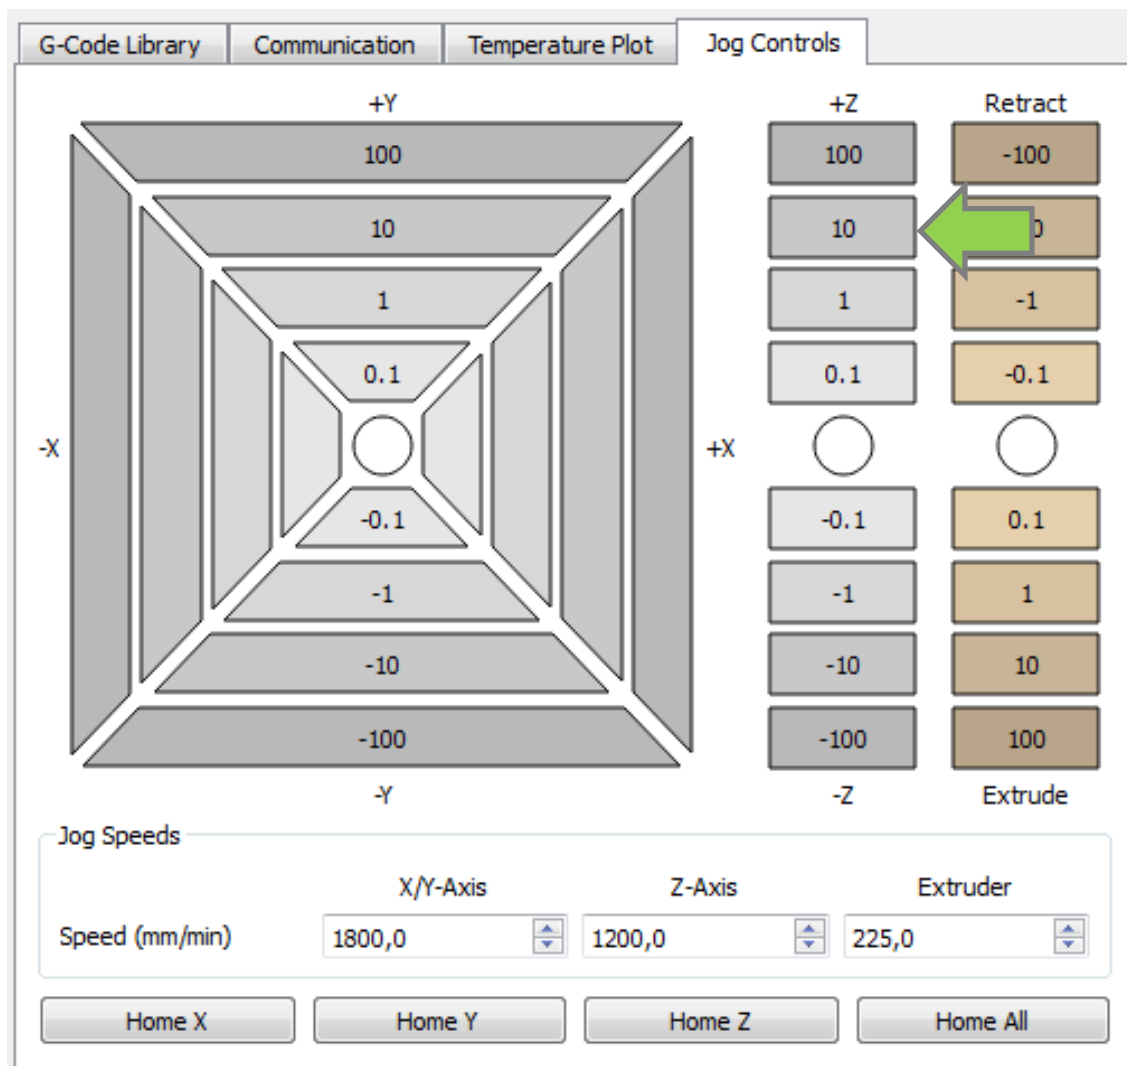 G-Code Library Communication Temperature Plot Jog Controls
+Y +Z Retract
100 100 -100
10 10
1 1 -1
0.1 0.1 -0.1
-X +X
-0.1 -0.1 0.1
-1 -1 1
-10 -10 10
-100 -100 100
-Y -Z Extrude
Jog Speeds
X/Y-Axis Z-Axis Extruder
Speed (mm/min) 1800,0 1200,0 225,0
Home X Home Y Home Z Home All